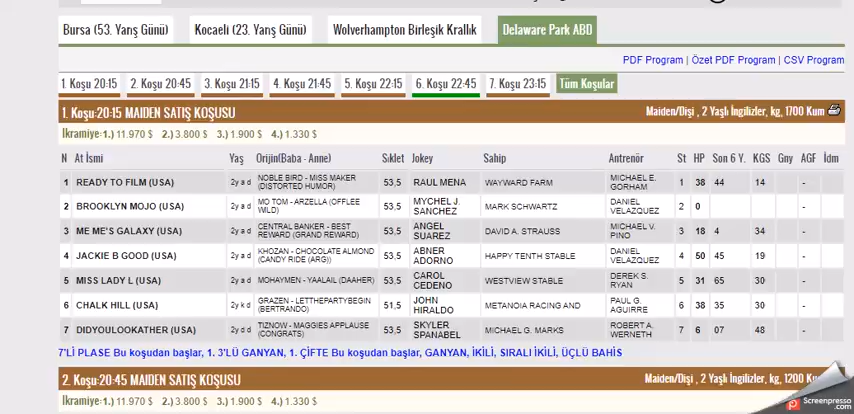 Bursa (53. Yarış Günü) Kocaeli (23. Yarış Günü) Wolverhampton Birleşik Krallık Delaware Park ABD
PDF Program | Özet PDF Program | CSV Program
1. Koşu 20:15 2. Koşu 20:45 3. Koşu 21:15 4. Koşu 21:45 5. Koşu 22:15 6. Koşu 22:45 7. Koşu 23:15 Tüm Koşular
1. Koşu:20:15 MAIDEN SATIŞ KOŞUSU Maiden/Dişi , 2 Yaşlı İngilizler, kg, 1700 Kum
İkramiye:1.) 11.970 $ 2.) 3.800 $ 3.) 1.900 $ 4.) 1.330 $
N At İsmi Yaş Orijin(Baba - Anne) Sıklet Jokey Sahip Antrenör St HP Son 6 Y. KGS Gny AGF İdm
1 READY TO FILM (USA) 2y a d NOBLE BIRD - MISS MAKER (DISTORTED HUMOR) 53,5 RAUL MENA WAYWARD FARM MICHAEL E. GORHAM 1 38 44 14 -
2 BROOKLYN MOJO (USA) 2y a d MO TOM - ARZELLA (OFFLEE WILD) 53,5 MYCHEL J. SANCHEZ MARK SCHWARTZ DANIEL VELAZQUEZ 2 0 -
3 ME ME'S GALAXY (USA) 2y a d CENTRAL BANKER - BEST REWARD (GRAND REWARD) 53,5 ANGEL SUAREZ DAVID A. STRAUSS MICHAEL V. PINO 3 18 4 34 -
4 JACKIE B GOOD (USA) 2y a d KHOZAN - CHOCOLATE ALMOND (CANDY RIDE (ARG)) 53,5 ABNER ADORNO HAPPY TENTH STABLE DANIEL VELAZQUEZ 4 50 45 19 -
5 MISS LADY L (USA) 2y a d MOHAYMEN - YAALAIL (DAAHER) 53,5 CAROL CEDENO WESTVIEW STABLE DEREK S. RYAN 5 31 65 30 -
6 CHALK HILL (USA) 2y k d GRAZEN - LETTHEPARTYBEGIN (BERTRANDO) 51,5 JOHN HIRALDO METANOIA RACING AND PAUL G. AGUIRRE 6 38 35 30 -
7 DIDYOULOOKATHER (USA) 2y d d TIZNOW - MAGGIES APPLAUSE (CONGRATS) 53,5 SKYLER SPANABEL MICHAEL G. MARKS ROBERT A. WERNETH 7 6 07 48 -
7'Lİ PLASE Bu koşudan başlar, 1. 3'LÜ GANYAN, 1. ÇİFTE Bu koşudan başlar, GANYAN, İKİLİ, SIRALI İKİLİ, ÜÇLÜ BAHİS
2. Koşu:20:45 MAIDEN SATIŞ KOŞUSU Maiden/Dişi , 2 Yaşlı İngilizler, kg, 1200 Kum
İkramiye:1.) 11.970 $ 2.) 3.800 $ 3.) 1.900 $ 4.) 1.330 $
Screenpresso
.com